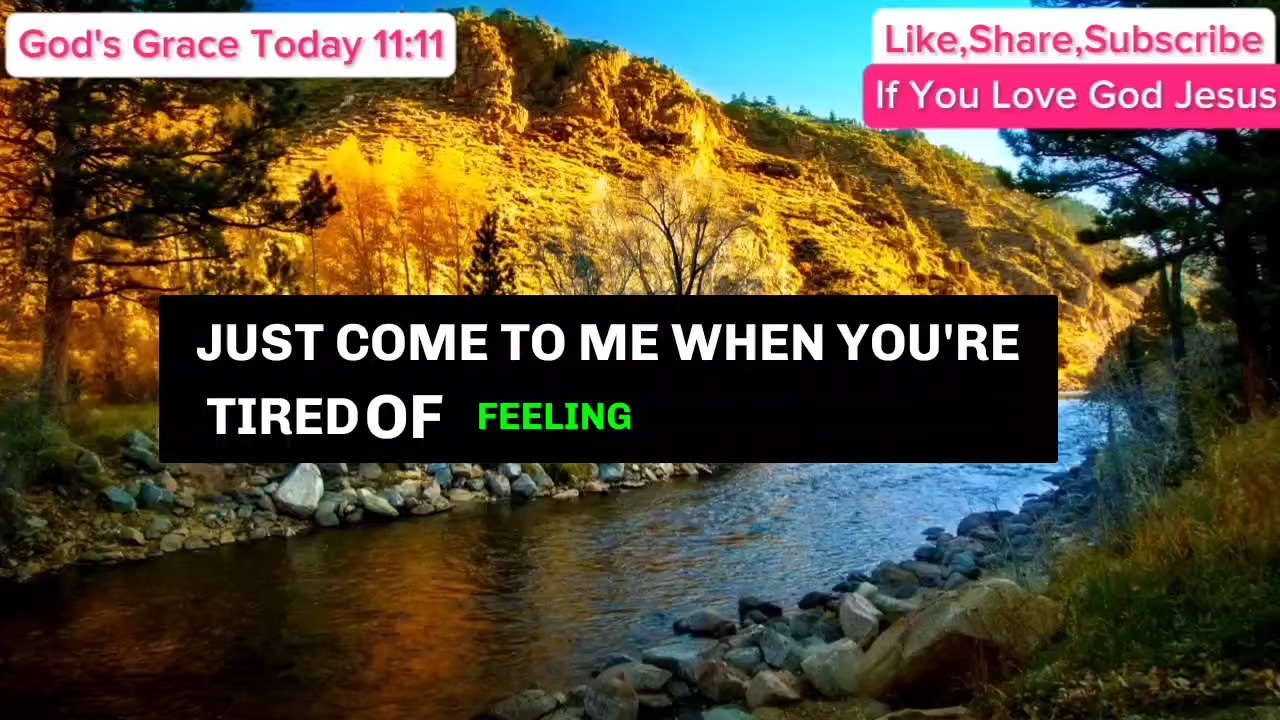 God's Grace Today 11:11
Like,Share,Subscribe
If You Love God Jesus
JUST COME TO ME WHEN YOU'RE
TIRED OF FEELING